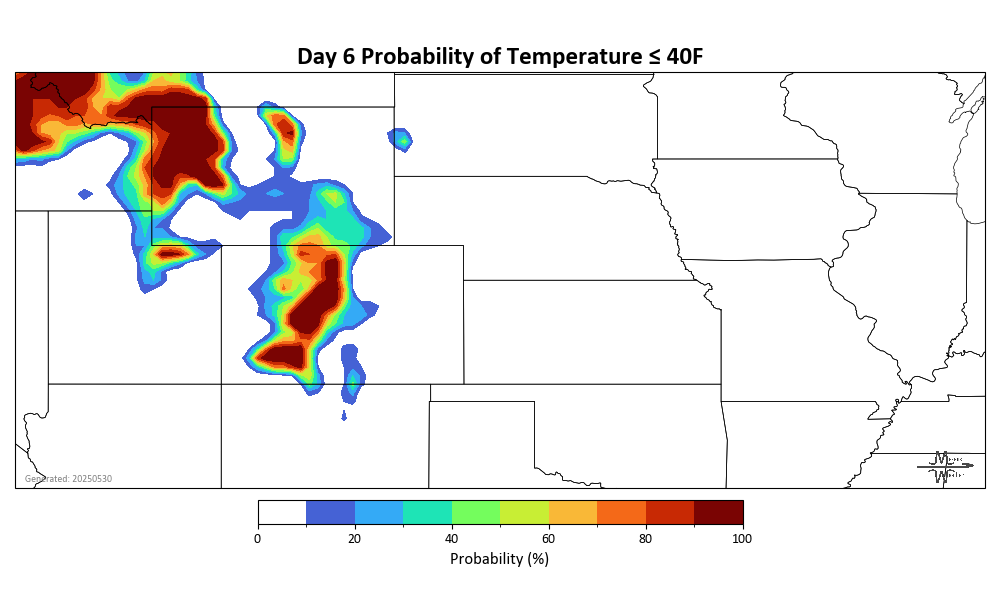 Day 6 Probability of Temperature ≤ 40F
Generated: 20250530
0 20 40 60 80 100
Probability (%)